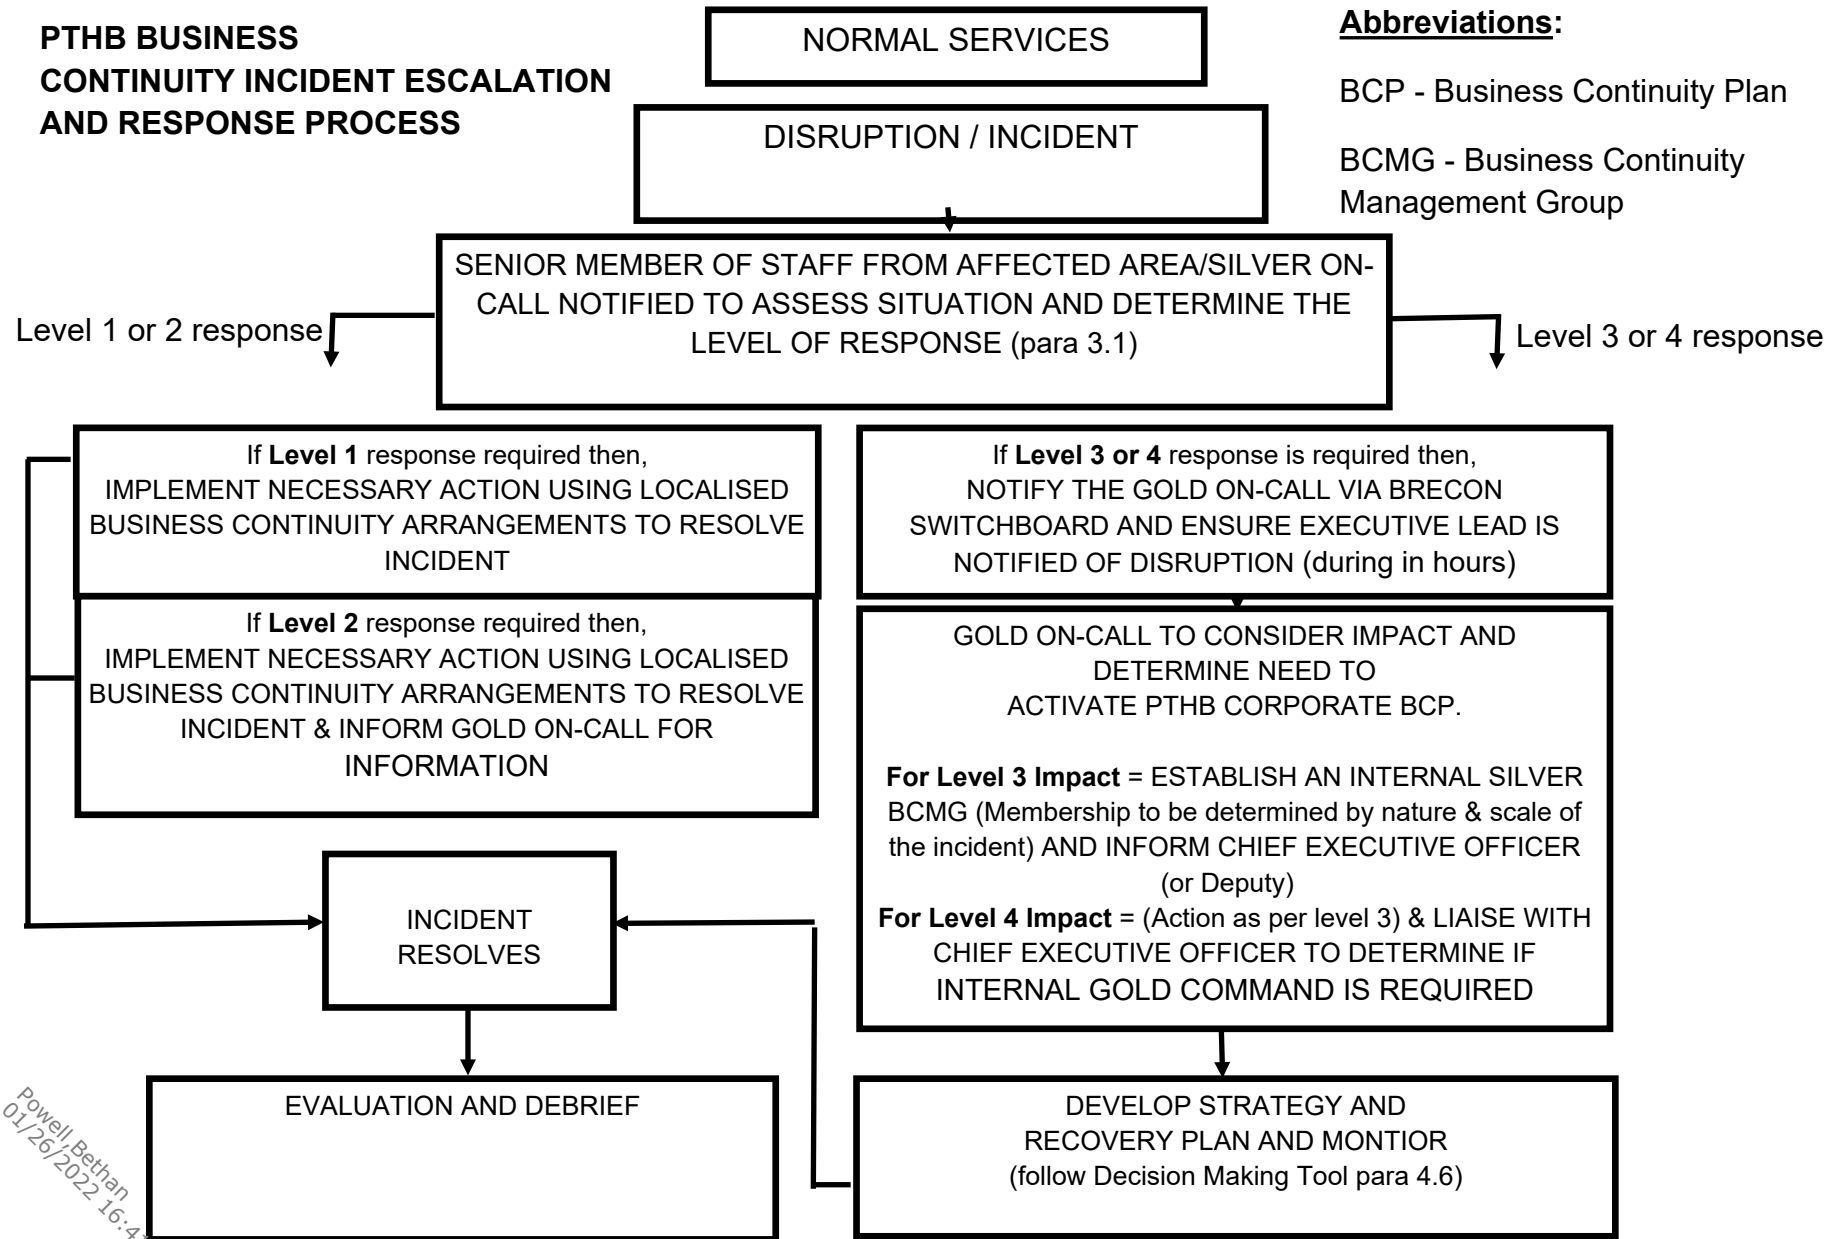 PTHB BUSINESS
CONTINUITY INCIDENT ESCALATION
AND RESPONSE PROCESS
NORMAL SERVICES
Abbreviations:
BCP - Business Continuity Plan
BCMG - Business Continuity
Management Group
DISRUPTION / INCIDENT
SENIOR MEMBER OF STAFF FROM AFFECTED AREA/SILVER ON-
CALL NOTIFIED TO ASSESS SITUATION AND DETERMINE THE
LEVEL OF RESPONSE (para 3.1)
Level 1 or 2 response
Level 3 or 4 response
If Level 1 response required then,
IMPLEMENT NECESSARY ACTION USING LOCALISED
BUSINESS CONTINUITY ARRANGEMENTS TO RESOLVE
INCIDENT
If Level 2 response required then,
IMPLEMENT NECESSARY ACTION USING LOCALISED
BUSINESS CONTINUITY ARRANGEMENTS TO RESOLVE
INCIDENT & INFORM GOLD ON-CALL FOR
INFORMATION
If Level 3 or 4 response is required then,
NOTIFY THE GOLD ON-CALL VIA BRECON
SWITCHBOARD AND ENSURE EXECUTIVE LEAD IS
NOTIFIED OF DISRUPTION (during in hours)
GOLD ON-CALL TO CONSIDER IMPACT AND
DETERMINE NEED TO
ACTIVATE PTHB CORPORATE BCP.
For Level 3 Impact = ESTABLISH AN INTERNAL SILVER
BCMG (Membership to be determined by nature & scale of
the incident) AND INFORM CHIEF EXECUTIVE OFFICER
(or Deputy)
For Level 4 Impact = (Action as per level 3) & LIAISE WITH
CHIEF EXECUTIVE OFFICER TO DETERMINE IF
INTERNAL GOLD COMMAND IS REQUIRED
INCIDENT
RESOLVES
EVALUATION AND DEBRIEF
DEVELOP STRATEGY AND
RECOVERY PLAN AND MONTIOR
(follow Decision Making Tool para 4.6)
Powell,Bethan
01/26/2022 16:4